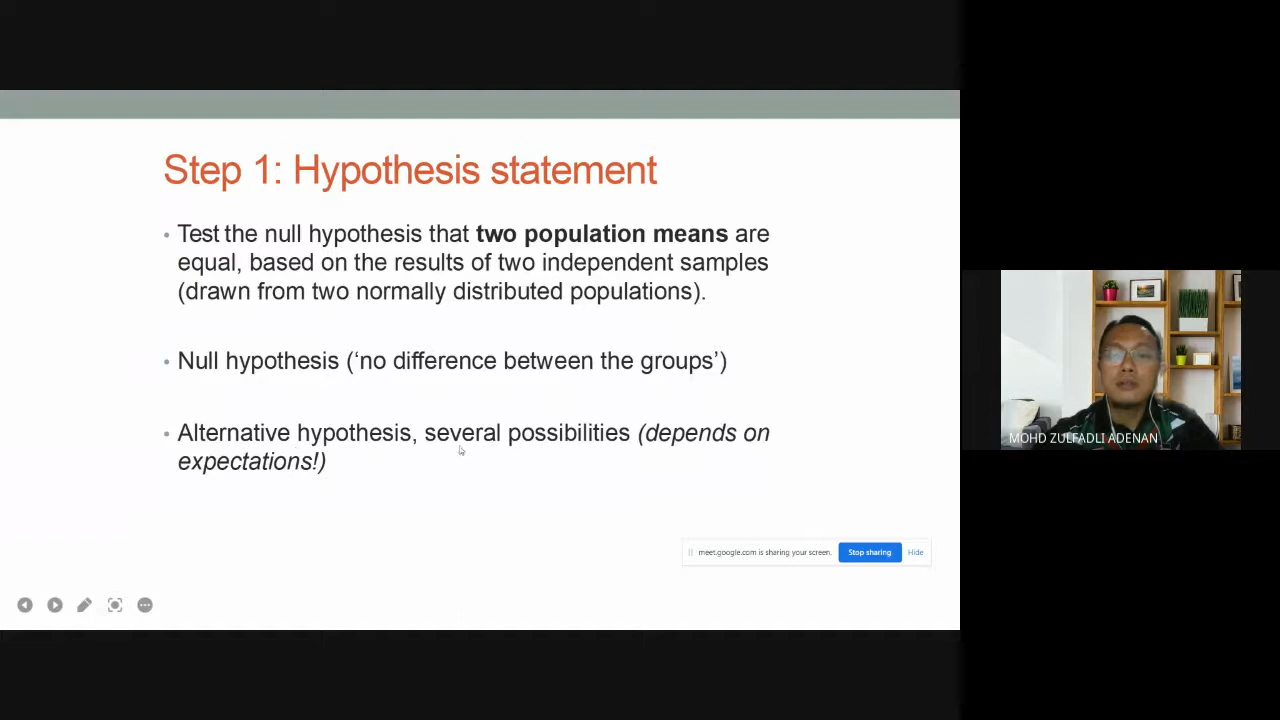 Step 1: Hypothesis statement
• Test the null hypothesis that two population means are
equal, based on the results of two independent samples
(drawn from two normally distributed populations).
• Null hypothesis (‘no difference between the groups’)
• Alternative hypothesis, several possibilities (depends on
expectations!)
meet.google.com is sharing your screen. Stop sharing Hide
MOHD ZULFADLI ADENAN